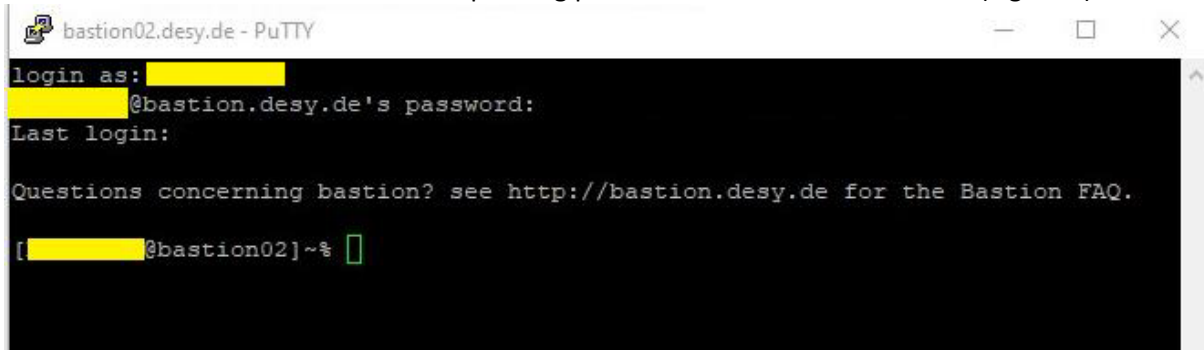 bastion02.desy.de - PuTTY
login as:
@bastion.desy.de's password:
Last login:
Questions concerning bastion? see http://bastion.desy.de for the Bastion FAQ.
[ @bastion02]~%